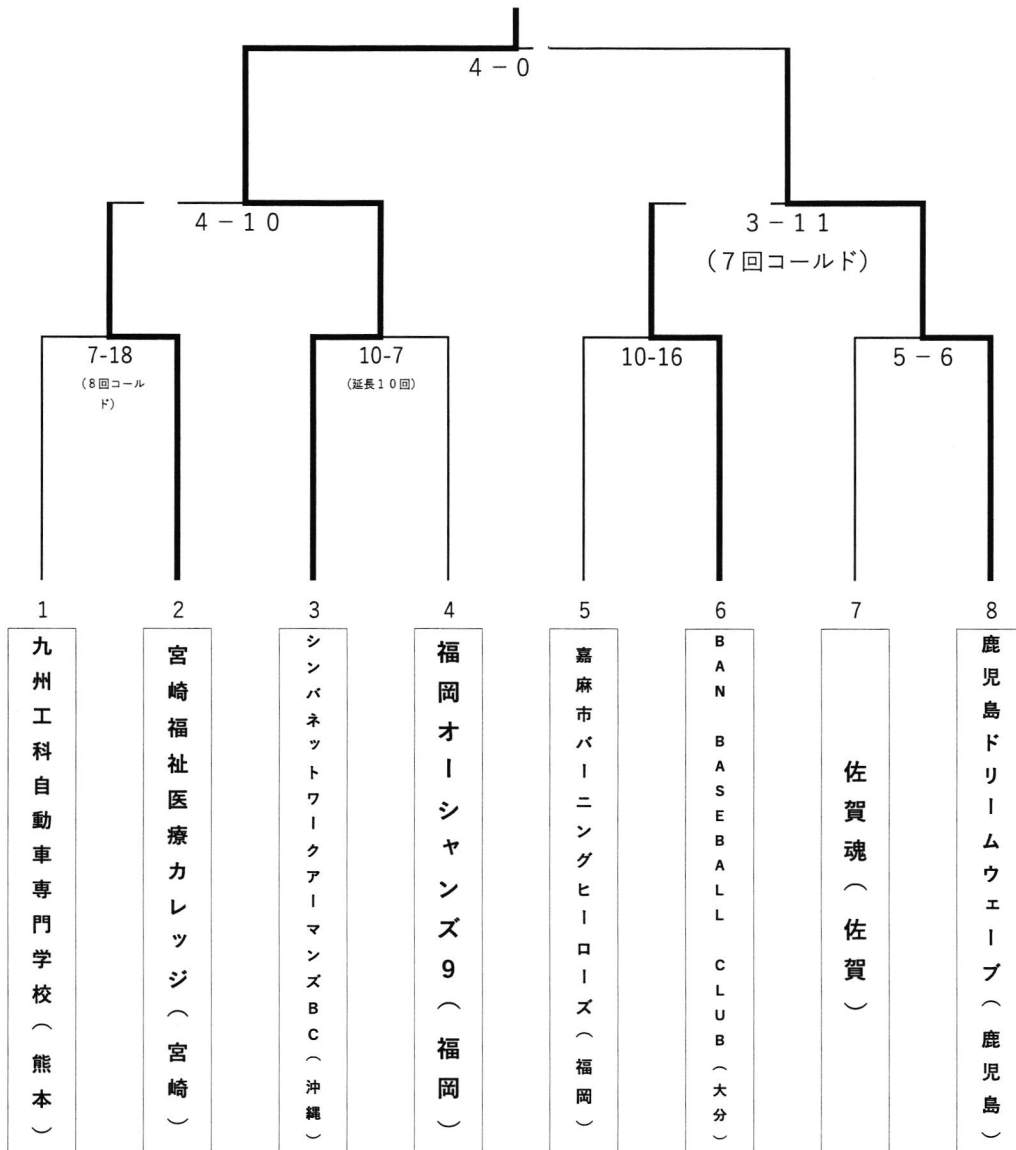 4－0
4－10
3－11
（7回コールド）
7-18
（8回コール
ド）
10-7
（延長１０回）
10-16
5－6
1
2
3
4
5
6
7
8
九州工科自動車専門学校（熊本）
宮崎福祉医療カレッジ（宮崎）
シンバネットワークアーマンズBC（沖縄）
福岡オーシャンズ9（福岡）
嘉麻市バーニングヒーローズ（福岡）
BAN BASEBALL CLUB（大分）
佐賀魂（佐賀）
鹿児島ドリームウェーブ（鹿児島）